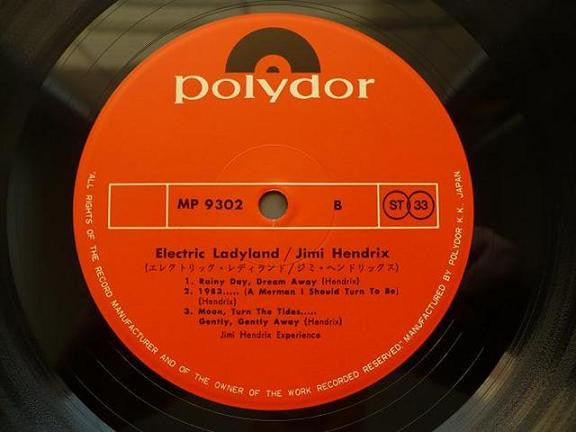 polydor
MP 9302 B ST 33
Electric Ladyland / Jimi Hendrix
(エレクトリック・レディランド/ジミ・ヘンドリックス)
1. Rainy Day, Dream Away (Hendrix)
2. 1983..... (A Merman I Should Turn To Be)
(Hendrix)
3. Moon, Turn The Tides.....
Gently, Gently Away (Hendrix)
Jimi Hendrix Experience
"ALL RIGHTS OF THE RECORD MANUFACTURER AND OF THE OWNER OF THE WORK RECORDED RESERVED" MANUFACTURED BY POLYDOR K.K. JAPAN